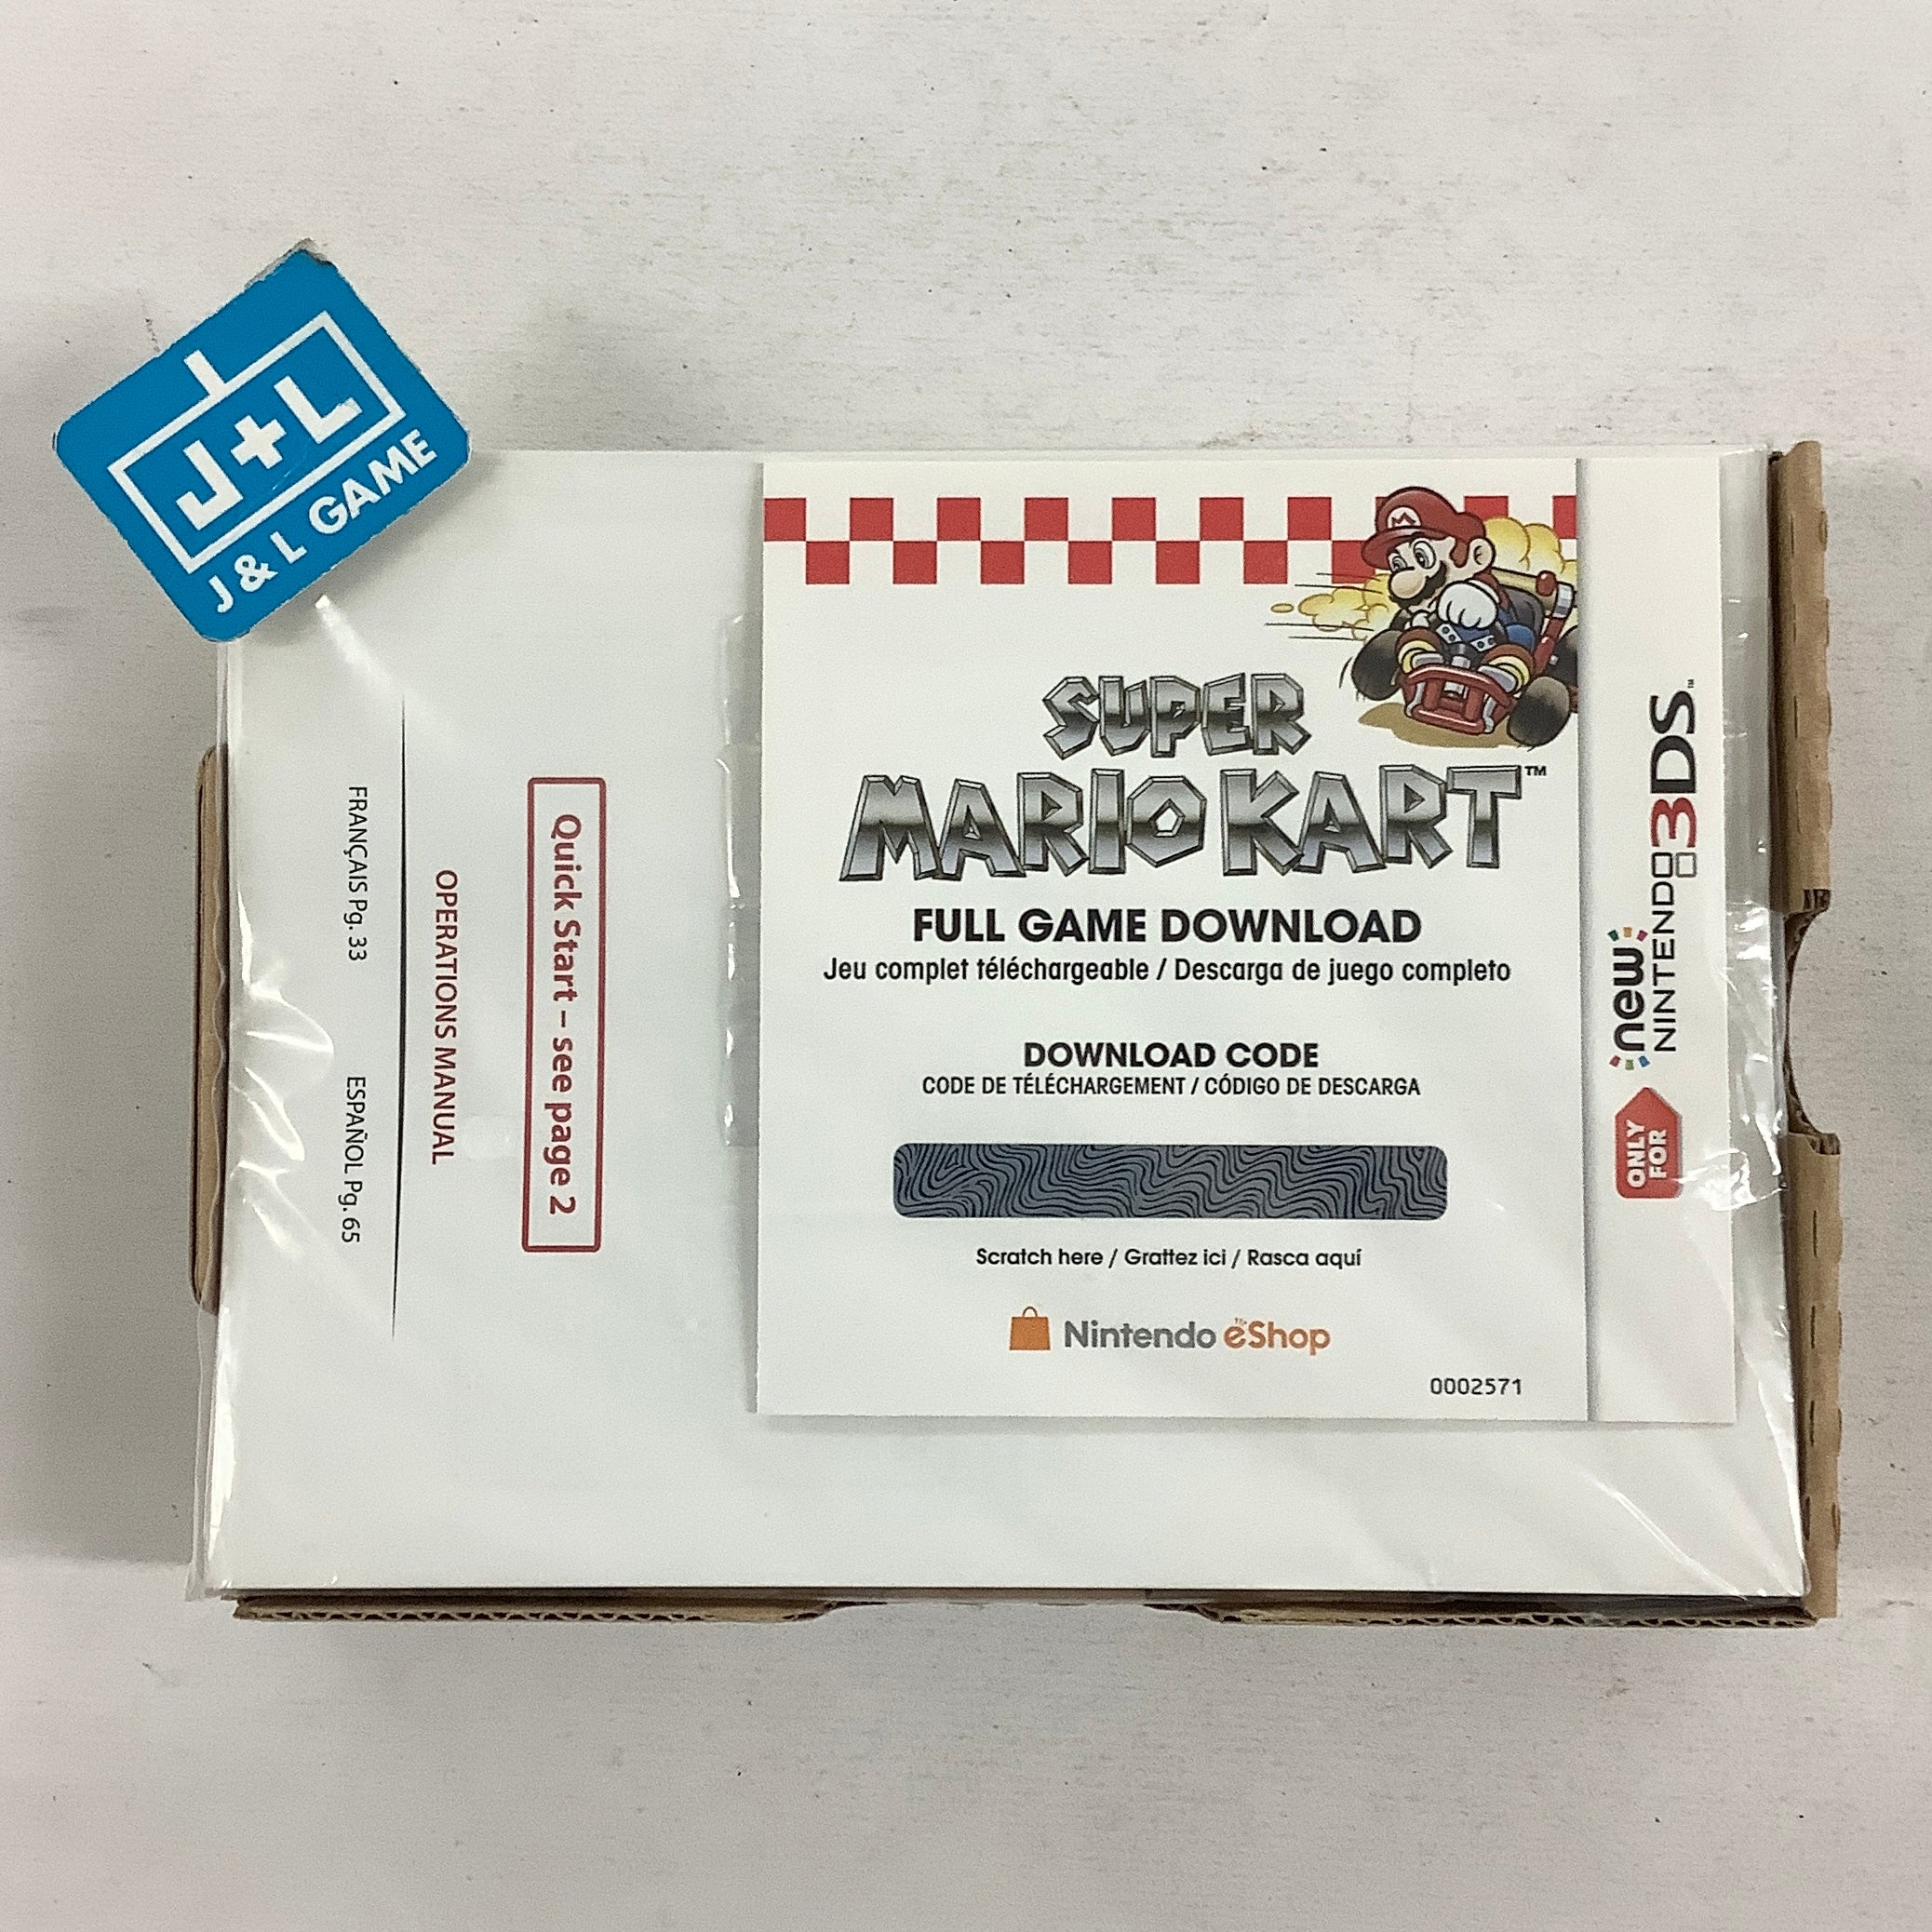 J+L
J & L GAME
FRANÇAIS Pg. 33
ESPAÑOL Pg. 65
OPERATIONS MANUAL
Quick Start – see page 2
M
SUPER
MARIO KART™
FULL GAME DOWNLOAD
Jeu complet téléchargeable / Descarga de juego completo
DOWNLOAD CODE
CODE DE TÉLÉCHARGEMENT / CÓDIGO DE DESCARGA
Scratch here / Grattez ici / Rasca aquí
Nintendo eShop
0002571
ONLY
FOR
new
NINTENDO 3DS™